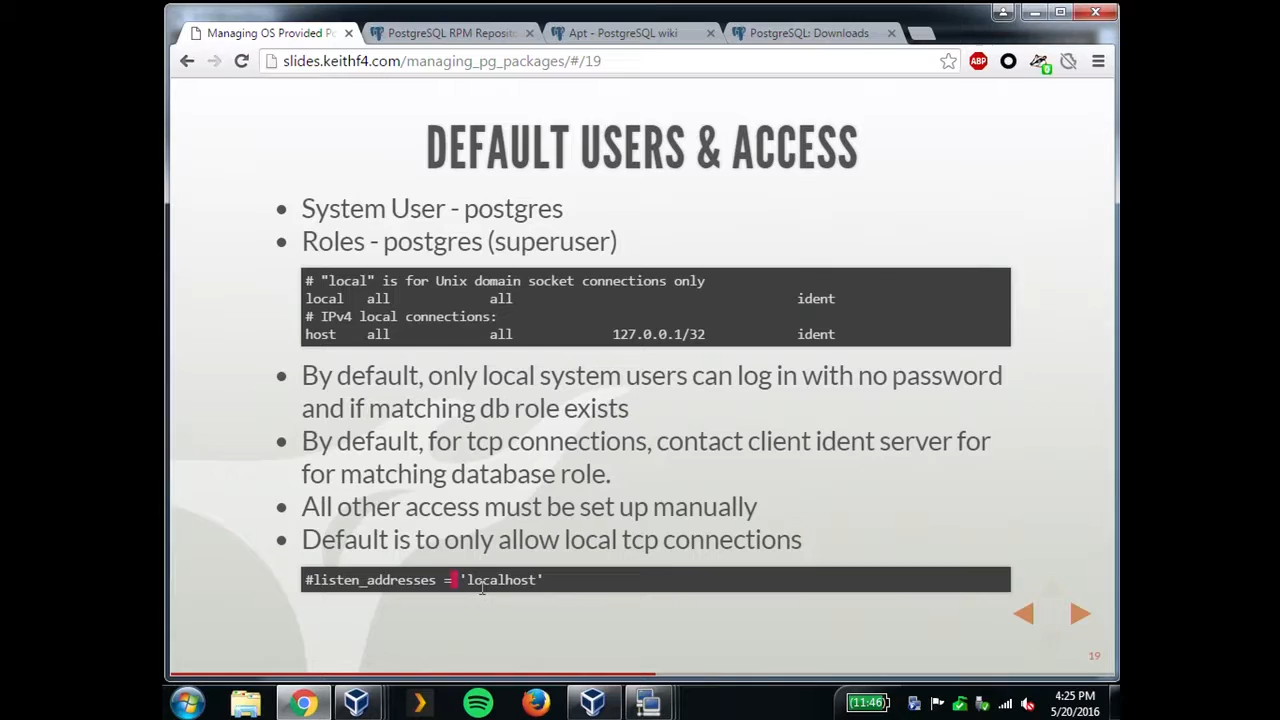 Managing OS Provided Po
PostgreSQL RPM Reposito
Apt - PostgreSQL wiki
PostgreSQL: Downloads
slides.keithf4.com/managing_pg_packages/#/19
ABP
DEFAULT USERS & ACCESS
System User - postgres
Roles - postgres (superuser)
# "local" is for Unix domain socket connections only
local all all ident
# IPv4 local connections:
host all all 127.0.0.1/32 ident
By default, only local system users can log in with no password
and if matching db role exists
By default, for tcp connections, contact client ident server for
for matching database role.
All other access must be set up manually
Default is to only allow local tcp connections
#listen_addresses = 'localhost'
19
(11:46)
4:25 PM
5/20/2016